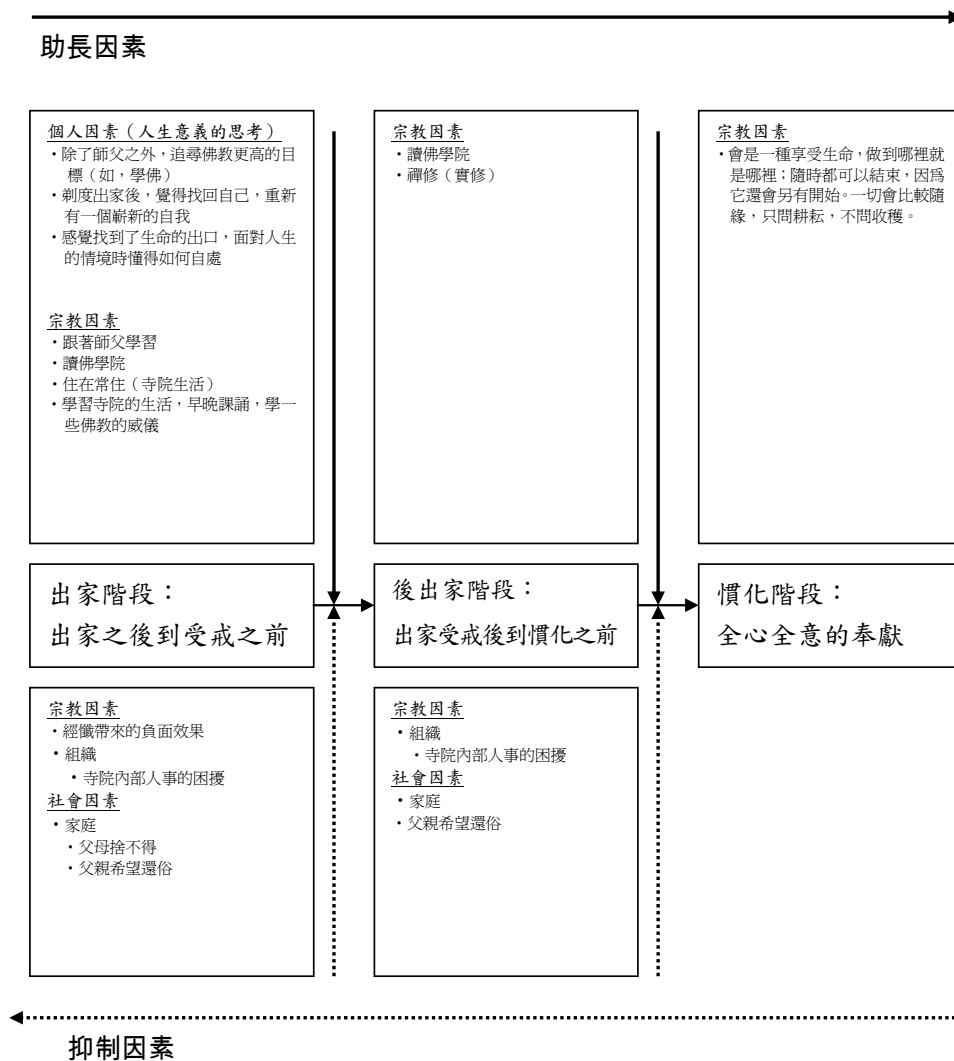 助長因素
個人因素（人生意義的思考）
・除了師父之外，追尋佛教更高的目
標（如，學佛）
・剃度出家後，覺得找回自己，重新
有一個嶄新的自我
・感覺找到了生命的出口，面對人生
的情境時懂得如何自處
宗教因素
・跟著師父學習
・讀佛學院
・住在常住（寺院生活）
・學習寺院的生活，早晚課誦，學一
些佛教的威儀
宗教因素
・讀佛學院
・禪修（實修）
宗教因素
・會是一種享受生命，做到哪裡就
是哪裡；隨時都可以結束，因為
它還會另有開始。一切會比較隨
緣，只問耕耘，不問收穫。
出家階段：
出家之後到受戒之前
後出家階段：
出家受戒後到慣化之前
慣化階段：
全心全意的奉獻
宗教因素
・經懺帶來的負面效果
・組織
・寺院內部人事的困擾
社會因素
・家庭
・父母捨不得
・父親希望還俗
宗教因素
・組織
・寺院內部人事的困擾
社會因素
・家庭
・父親希望還俗
抑制因素